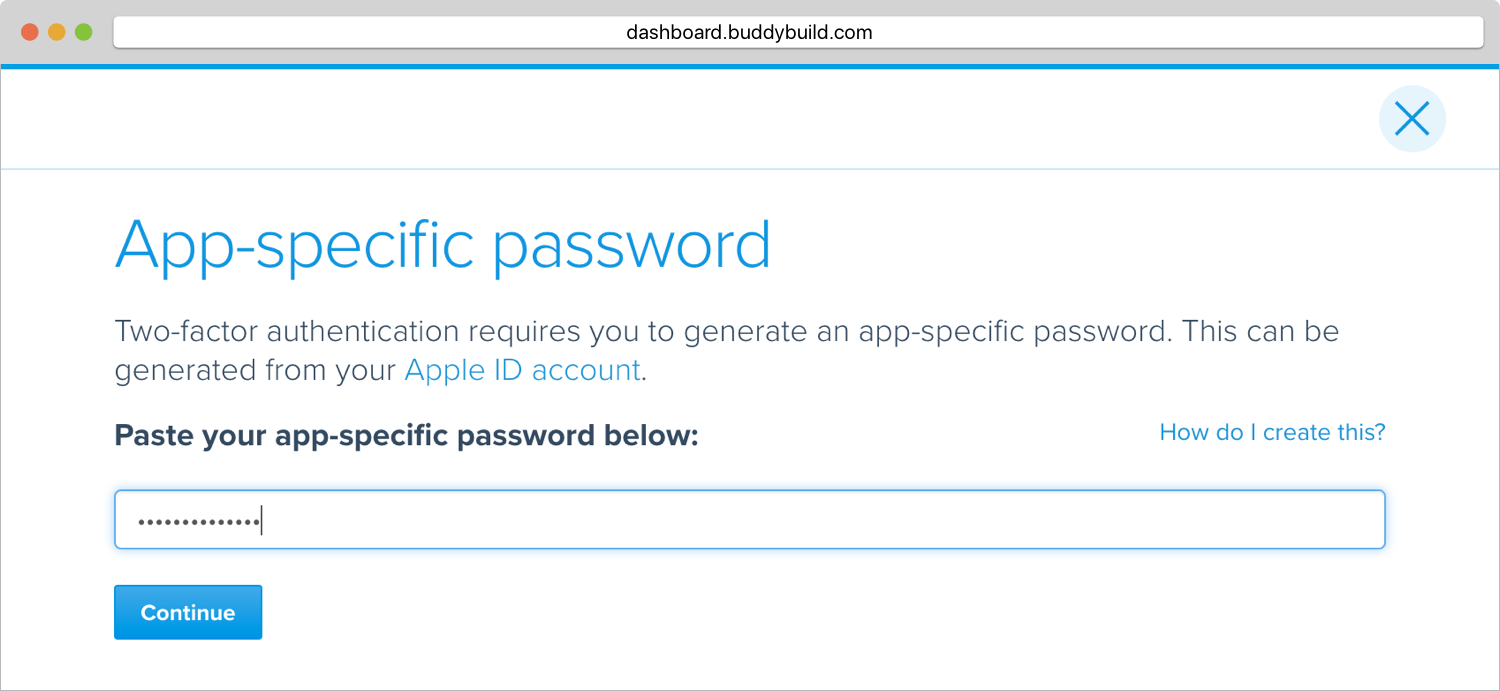 dashboard.buddybuild.com
App-specific password
Two-factor authentication requires you to generate an app-specific password. This can be
generated from your Apple ID account.
Paste your app-specific password below:
How do I create this?
••••••••••••••
Continue